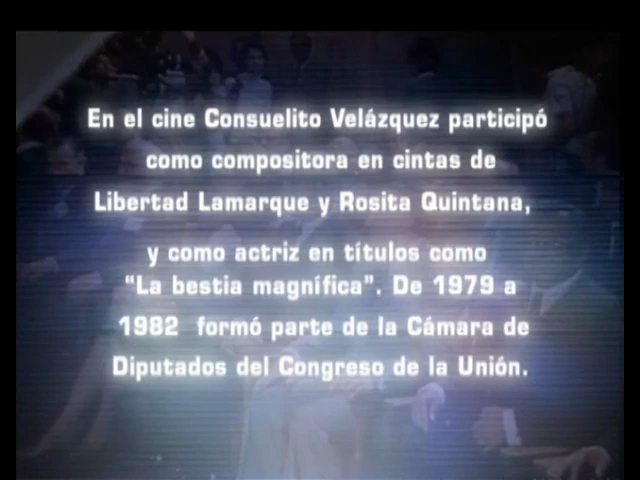 En el cine Consuelito Velázquez participó
como compositora en cintas de
Libertad Lamarque y Rosita Quintana,
y como actriz en títulos como
“La bestia magnífica”. De 1979 a
1982 formó parte de la Cámara de
Diputados del Congreso de la Unión.